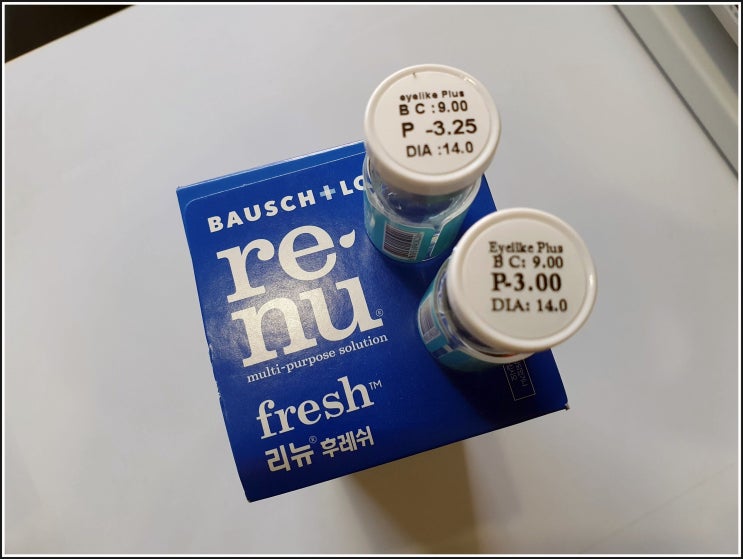 eyelike Plus
B C :9.00
P -3.25
DIA :14.0
Eyelike Plus
B C: 9.00
P-3.00
DIA: 14.0
BAUSCH+LO
re
nu®
multi-purpose solution
fresh™
리뉴® 후레쉬